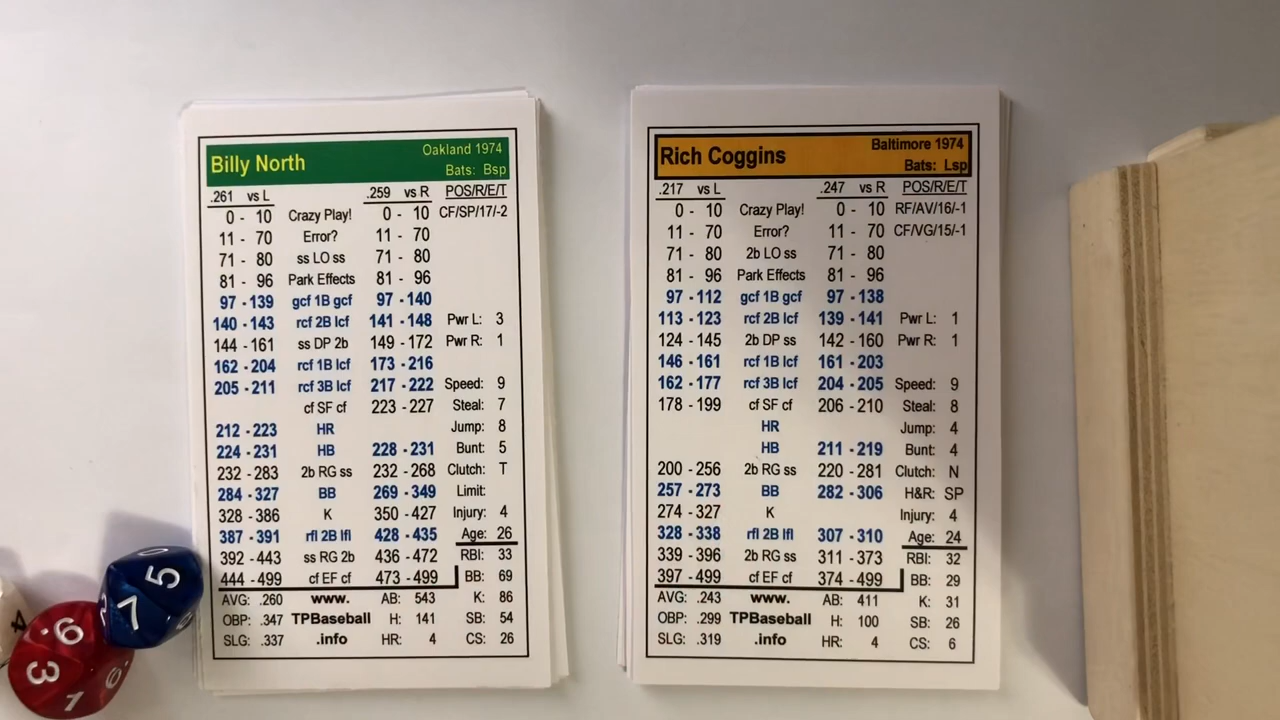 Billy North
Oakland 1974
Bats: Bsp
.261 vs L .259 vs R POS/R/E/T
0 - 10 Crazy Play! 0 - 10 CF/SP/17/-2
11 - 70 Error? 11 - 70
71 - 80 ss LO ss 71 - 80
81 - 96 Park Effects 81 - 96
97 - 139 gcf 1B gcf 97 - 140
140 - 143 rcf 2B lcf 141 - 148 Pwr L: 3
144 - 161 ss DP 2b 149 - 172 Pwr R: 1
162 - 204 rcf 1B lcf 173 - 216
205 - 211 rcf 3B lcf 217 - 222 Speed: 9
cf SF cf 223 - 227 Steal: 7
212 - 223 HR Jump: 8
224 - 231 HB 228 - 231 Bunt: 5
232 - 283 2b RG ss 232 - 268 Clutch: T
284 - 327 BB 269 - 349 Limit:
328 - 386 K 350 - 427 Injury: 4
387 - 391 rfl 2B lfl 428 - 435 Age: 26
392 - 443 ss RG 2b 436 - 472 RBI: 33
444 - 499 cf EF cf 473 - 499 BB: 69
AVG: .260 www. AB: 543 K: 86
OBP: .347 TPBaseball H: 141 SB: 54
SLG: .337 .info HR: 4 CS: 26
Rich Coggins
Baltimore 1974
Bats: Lsp
.217 vs L .247 vs R POS/R/E/T
0 - 10 Crazy Play! 0 - 10 RF/AV/16/-1
11 - 70 Error? 11 - 70 CF/VG/15/-1
71 - 80 2b LO ss 71 - 80
81 - 96 Park Effects 81 - 96
97 - 112 gcf 1B gcf 97 - 138
113 - 123 rcf 2B lcf 139 - 141 Pwr L: 1
124 - 145 2b DP ss 142 - 160 Pwr R: 1
146 - 161 rcf 1B lcf 161 - 203
162 - 177 rcf 3B lcf 204 - 205 Speed: 9
178 - 199 cf SF cf 206 - 210 Steal: 8
HR Jump: 4
HB 211 - 219 Bunt: 4
200 - 256 2b RG ss 220 - 281 Clutch: N
257 - 273 BB 282 - 306 H&R: SP
274 - 327 K Injury: 4
328 - 338 rfl 2B lfl 307 - 310 Age: 24
339 - 396 2b RG ss 311 - 373 RBI: 32
397 - 499 cf EF cf 374 - 499 BB: 29
AVG: .243 www. AB: 411 K: 31
OBP: .299 TPBaseball H: 100 SB: 26
SLG: .319 .info HR: 4 CS: 6
5
7
9
3
1
6
4